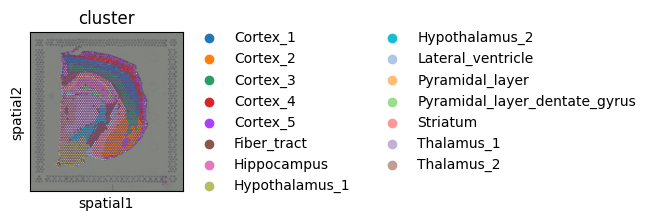 cluster
spatial2
spatial1
Cortex_1
Cortex_2
Cortex_3
Cortex_4
Cortex_5
Fiber_tract
Hippocampus
Hypothalamus_1
Hypothalamus_2
Lateral_ventricle
Pyramidal_layer
Pyramidal_layer_dentate_gyrus
Striatum
Thalamus_1
Thalamus_2